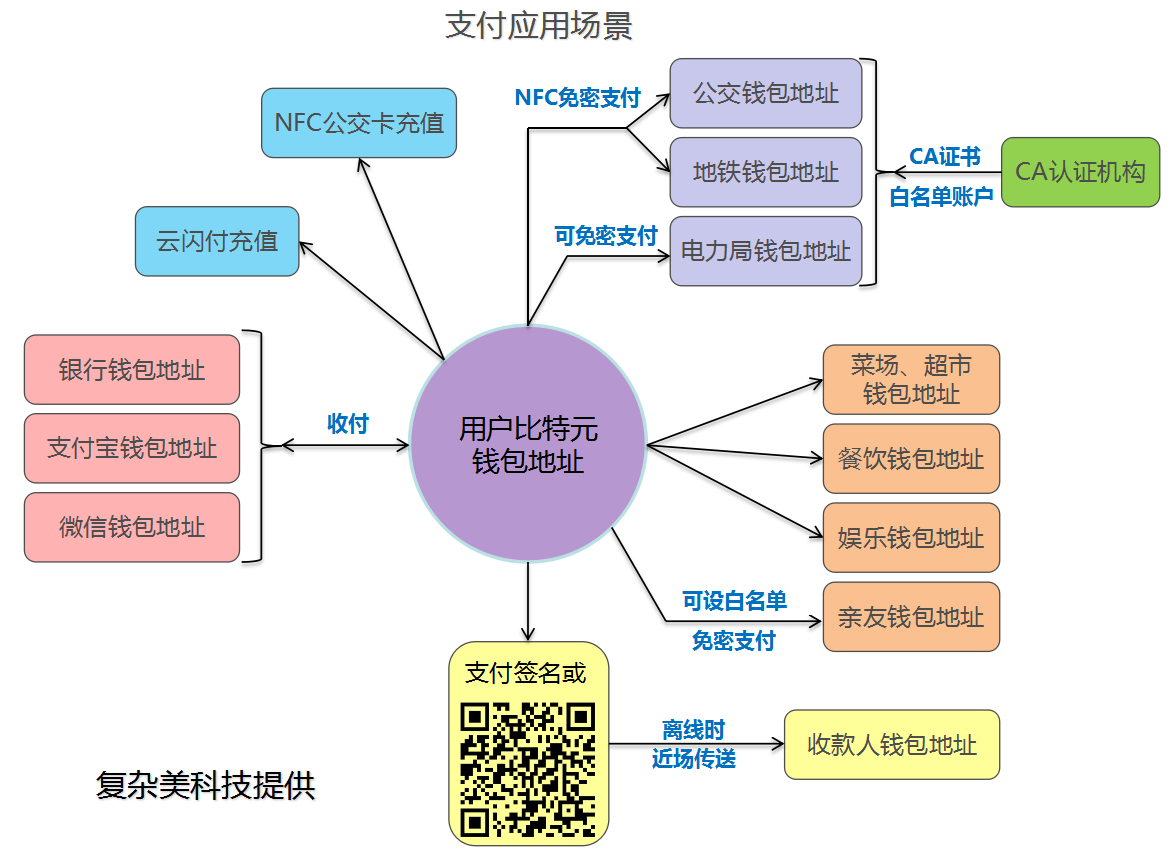 支付应用场景
NFC公交卡充值
云闪付充值
NFC免密支付
公交钱包地址
地铁钱包地址
可免密支付
电力局钱包地址
CA证书
白名单账户
CA认证机构
银行钱包地址
支付宝钱包地址
微信钱包地址
收付
用户比特元
钱包地址
菜场、超市
钱包地址
餐饮钱包地址
娱乐钱包地址
可设白名单
免密支付
亲友钱包地址
支付签名或
离线时
近场传送
收款人钱包地址
复杂美科技提供